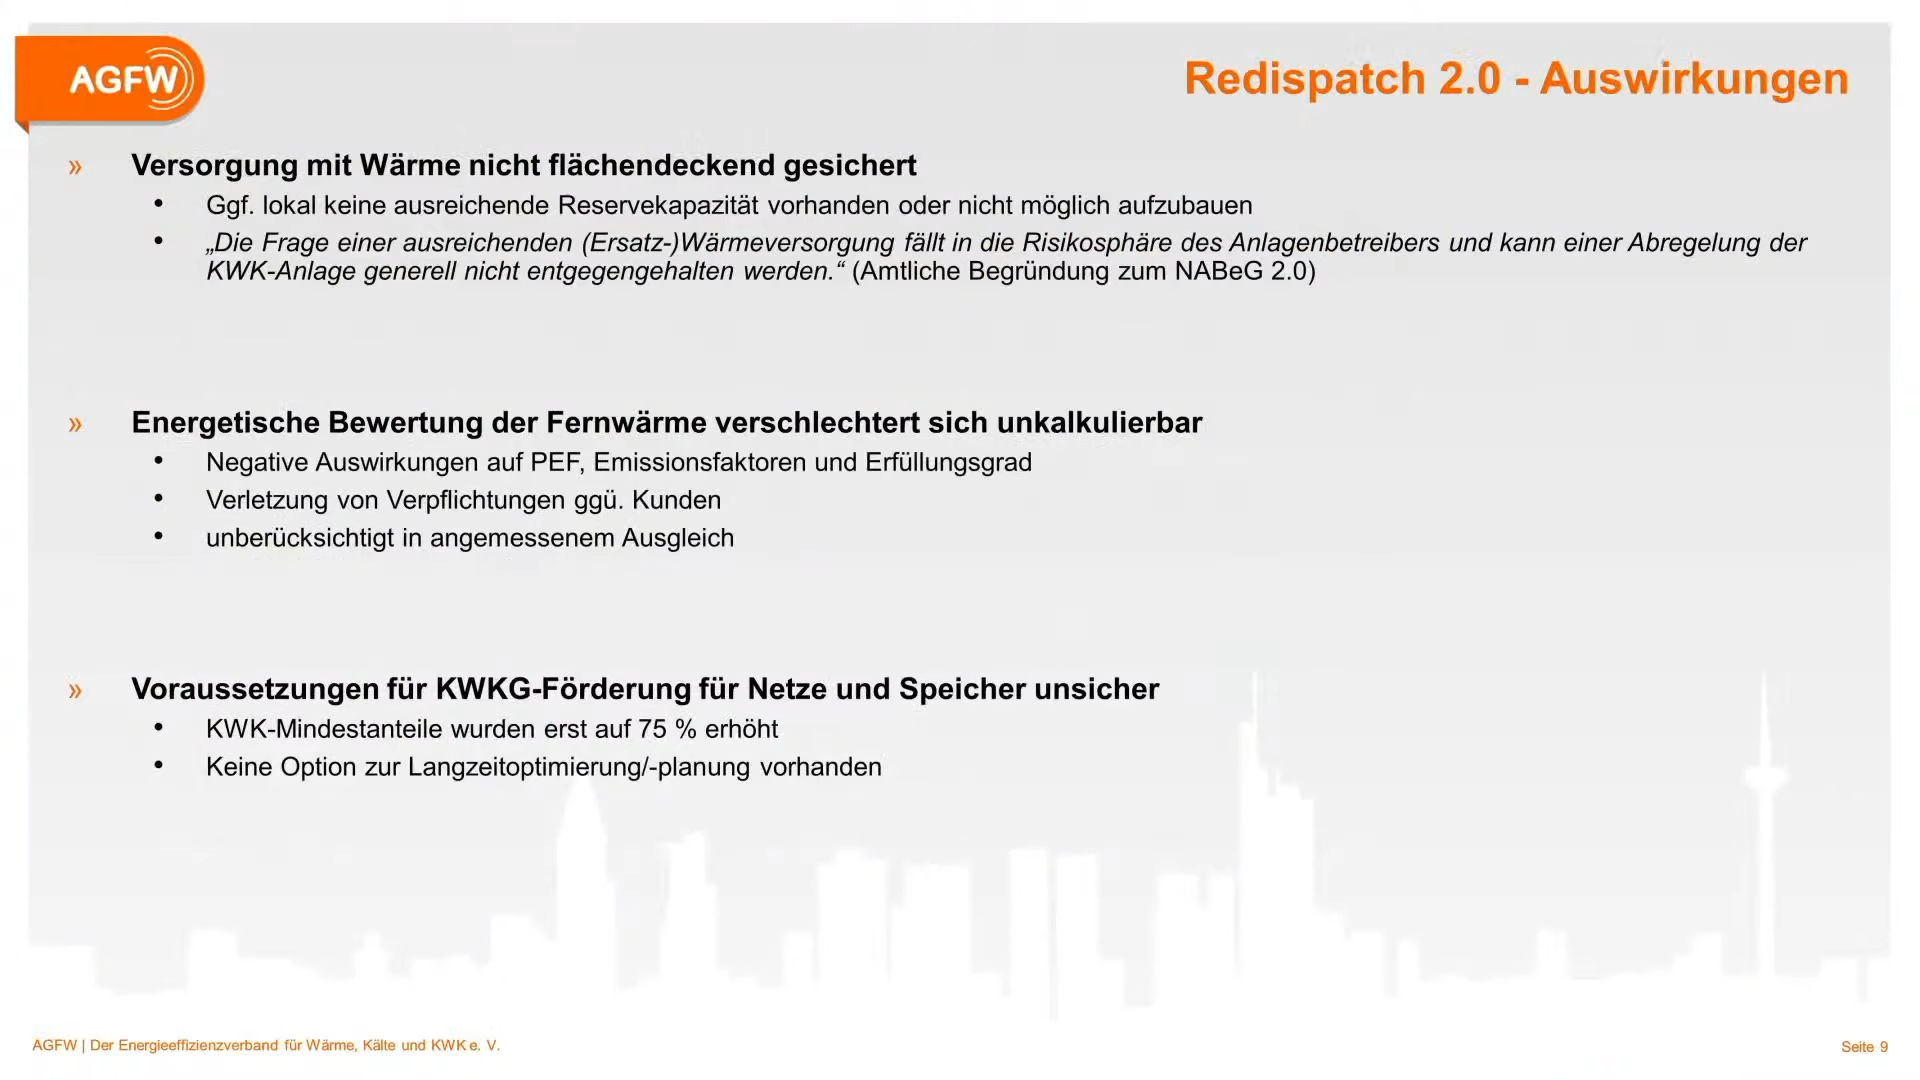 AGFW
Redispatch 2.0 - Auswirkungen
» Versorgung mit Wärme nicht flächendeckend gesichert
• Ggf. lokal keine ausreichende Reservekapazität vorhanden oder nicht möglich aufzubauen
• „Die Frage einer ausreichenden (Ersatz-)Wärmeversorgung fällt in die Risikosphäre des Anlagenbetreibers und kann einer Abregelung der
KWK-Anlage generell nicht entgegengehalten werden.“ (Amtliche Begründung zum NABeG 2.0)
» Energetische Bewertung der Fernwärme verschlechtert sich unkalkulierbar
• Negative Auswirkungen auf PEF, Emissionsfaktoren und Erfüllungsgrad
• Verletzung von Verpflichtungen ggü. Kunden
• unberücksichtigt in angemessenem Ausgleich
» Voraussetzungen für KWKG-Förderung für Netze und Speicher unsicher
• KWK-Mindestanteile wurden erst auf 75 % erhöht
• Keine Option zur Langzeitoptimierung/-planung vorhanden
AGFW | Der Energieeffizienzverband für Wärme, Kälte und KWK e. V.
Seite 9